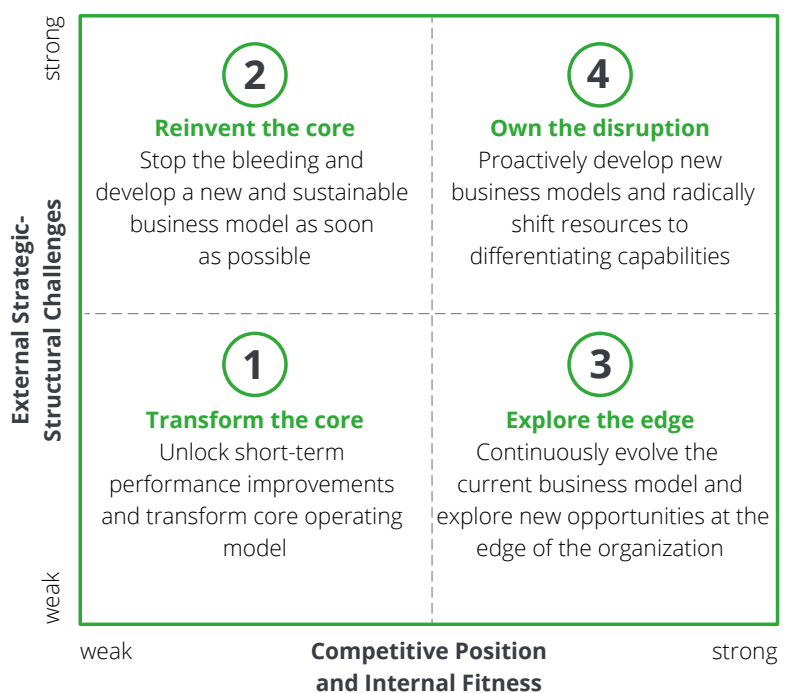 strong
External Strategic-
Structural Challenges
weak
2
Reinvent the core
Stop the bleeding and
develop a new and sustainable
business model as soon
as possible
4
Own the disruption
Proactively develop new
business models and radically
shift resources to
differentiating capabilities
1
Transform the core
Unlock short-term
performance improvements
and transform core operating
model
3
Explore the edge
Continuously evolve the
current business model and
explore new opportunities at the
edge of the organization
weak
Competitive Position
and Internal Fitness
strong